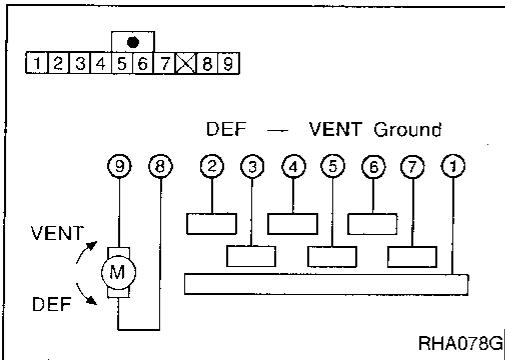 1 2 3 4 5 6 7 8 9
DEF — VENT Ground
9 8 2 3 4 5 6 7 1
VENT
M
DEF
RHA078G